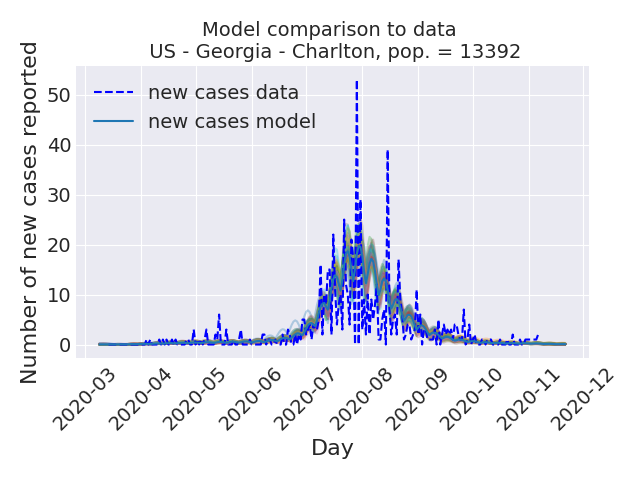 Model comparison to data
US - Georgia - Charlton, pop. = 13392
Number of new cases reported
50
40
30
20
10
0
new cases data
new cases model
2020-03
2020-04
2020-05
2020-06
2020-07
2020-08
2020-09
2020-10
2020-11
2020-12
Day